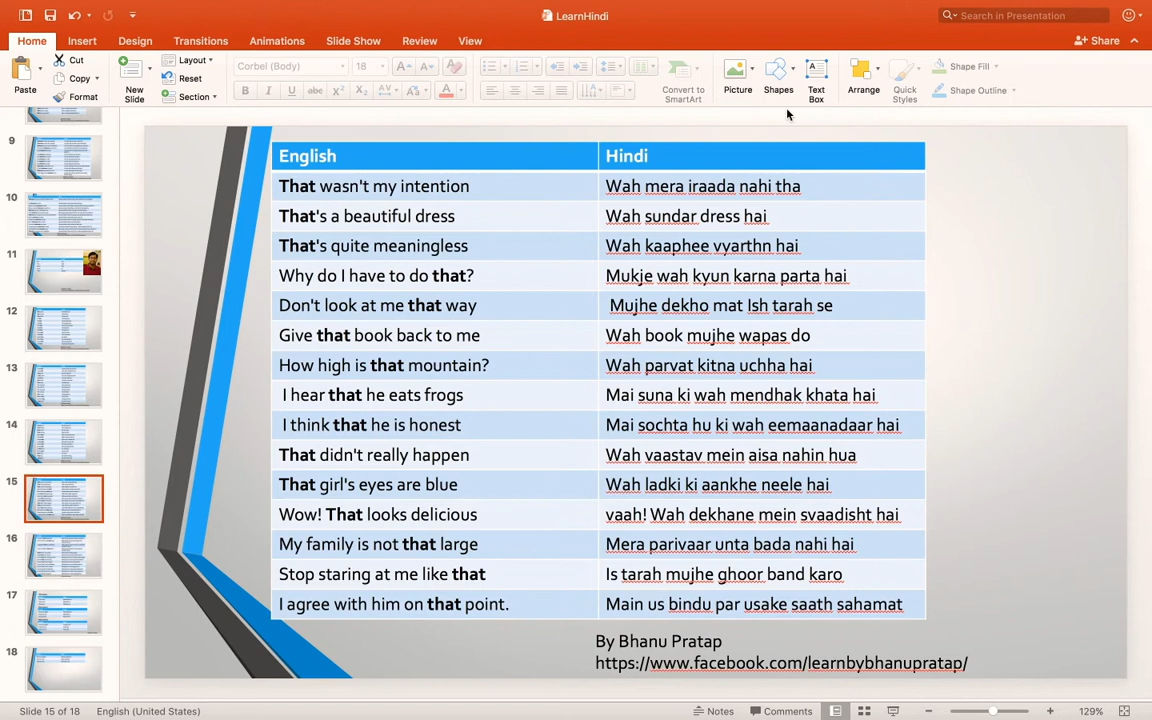 LearnHindi
Search in Presentation
Home Insert Design Transitions Animations Slide Show Review View
Share
Paste
Cut
Copy
Format
New
Slide
Layout
Reset
Section
Corbel (Body) 18
Convert to
SmartArt
Picture
Shapes
Text
Box
Arrange
Quick
Styles
Shape Fill
Shape Outline
9
10
11
12
13
14
15
16
17
18
English Hindi
That wasn't my intention Wah mera iraada nahi tha
That's a beautiful dress Wah sundar dress hai
That's quite meaningless Wah kaaphee vyarthn hai
Why do I have to do that? Mukje wah kyun karna parta hai
Don't look at me that way Mujhe dekho mat Ish tarah se
Give that book back to me Wah book mujhe wapas do
How high is that mountain? Wah parvat kitna uchha hai
I hear that he eats frogs Mai suna ki wah mendhak khata hai
I think that he is honest Mai sochta hu ki wah eemaanadaar hai
That didn't really happen Wah vaastav mein aisa nahin hua
That girl's eyes are blue Wah ladki ki aankhe neele hai
Wow! That looks delicious vaah! Wah dekhane mein svaadisht hai
My family is not that large Mera parivaar unta bada nahi hai
Stop staring at me like that Is tarah mujhe ghoor band karo
I agree with him on that point. Main us bindu par usake saath sahamat
By Bhanu Pratap
https://www.facebook.com/learnbybhanupratap/
Slide 15 of 18 English (United States) Notes Comments 129%